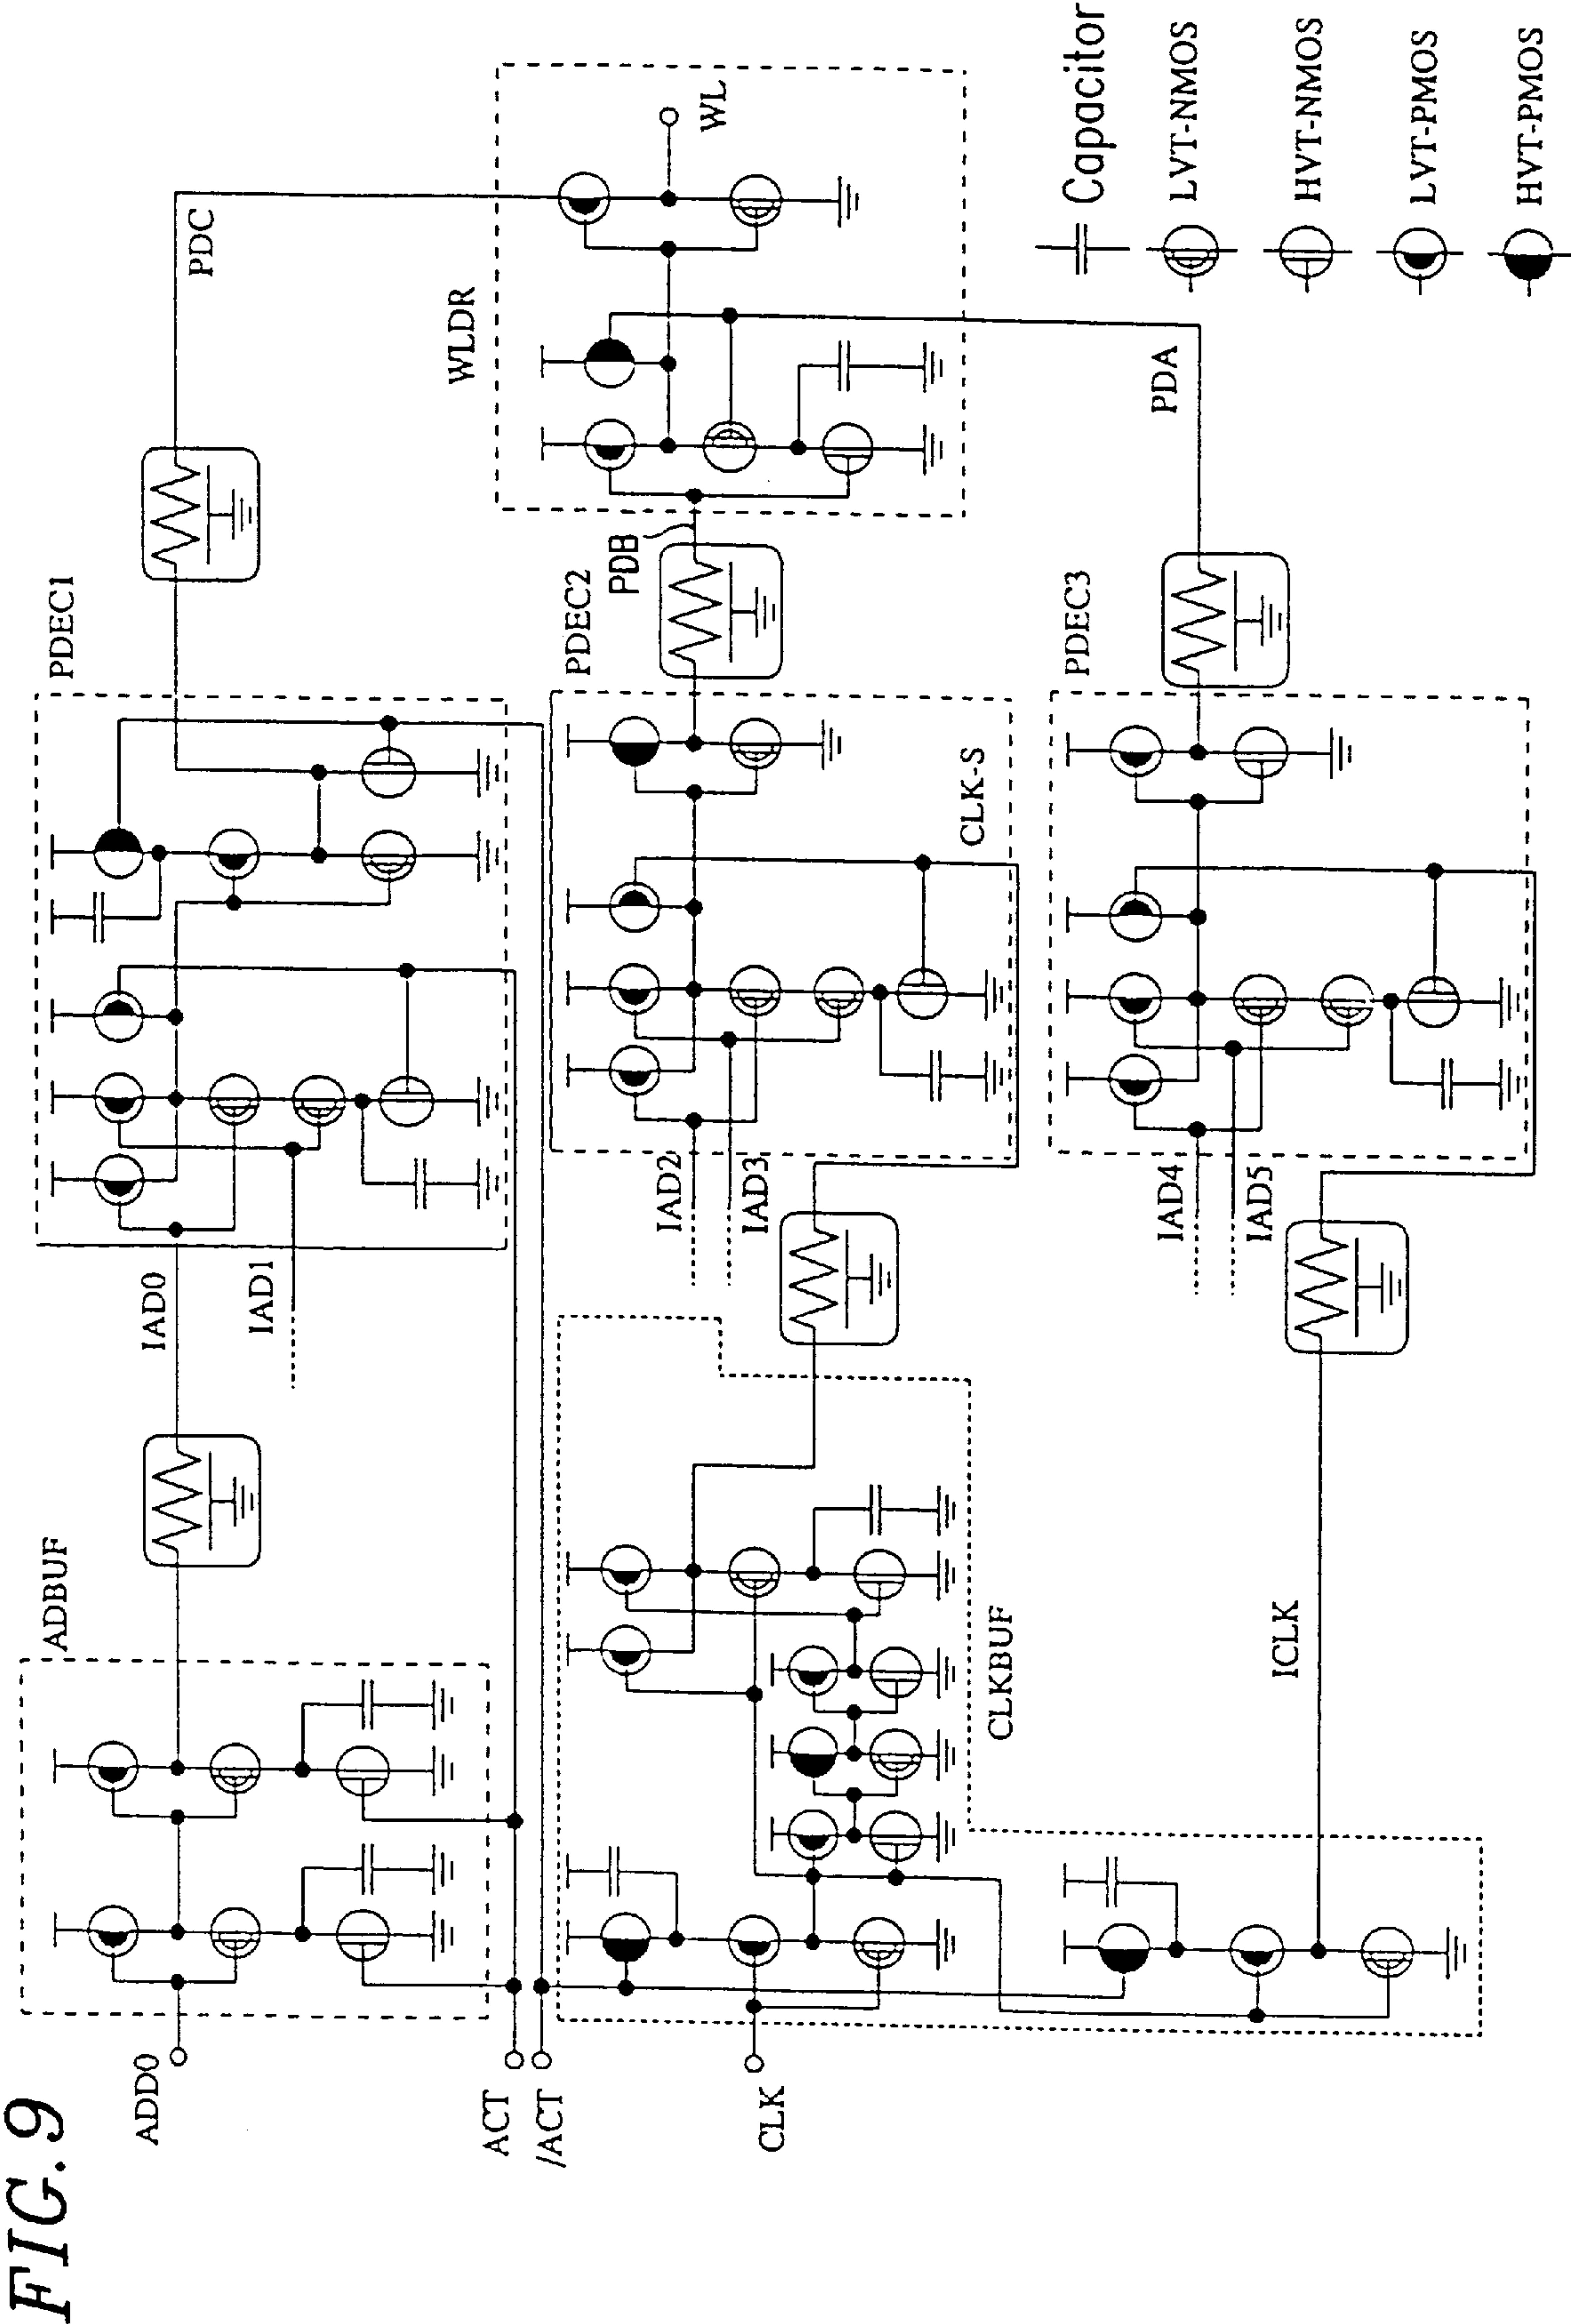 FIG. 9
ADD0
ADBUF
IAD0
IAD1
PDEC1
PDC
ACT
/ACT
CLK
CLKBUF
IAD2
IAD3
PDEC2
CLK-S
PDB
WLDR
WL
ICLK
IAD4
IAD5
PDEC3
PDA
Capacitor
LVT-NMOS
HVT-NMOS
LVT-PMOS
HVT-PMOS